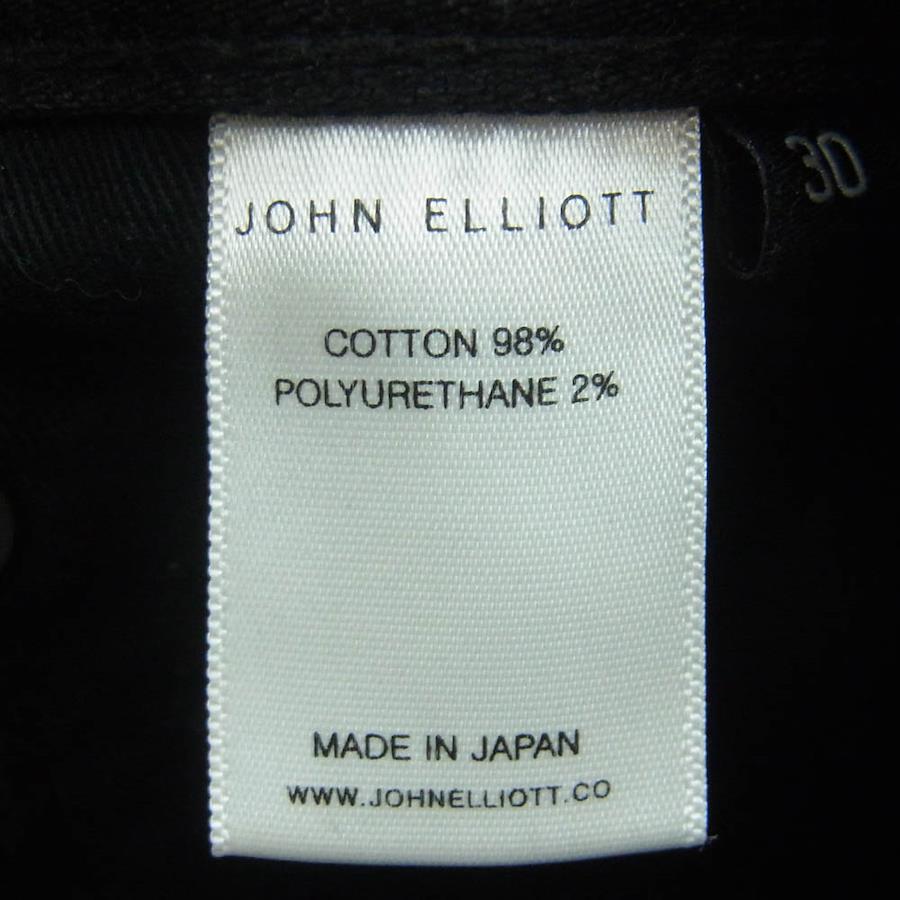 JOHN ELLIOTT
30
COTTON 98%
POLYURETHANE 2%
MADE IN JAPAN
WWW.JOHNELLIOTT.CO